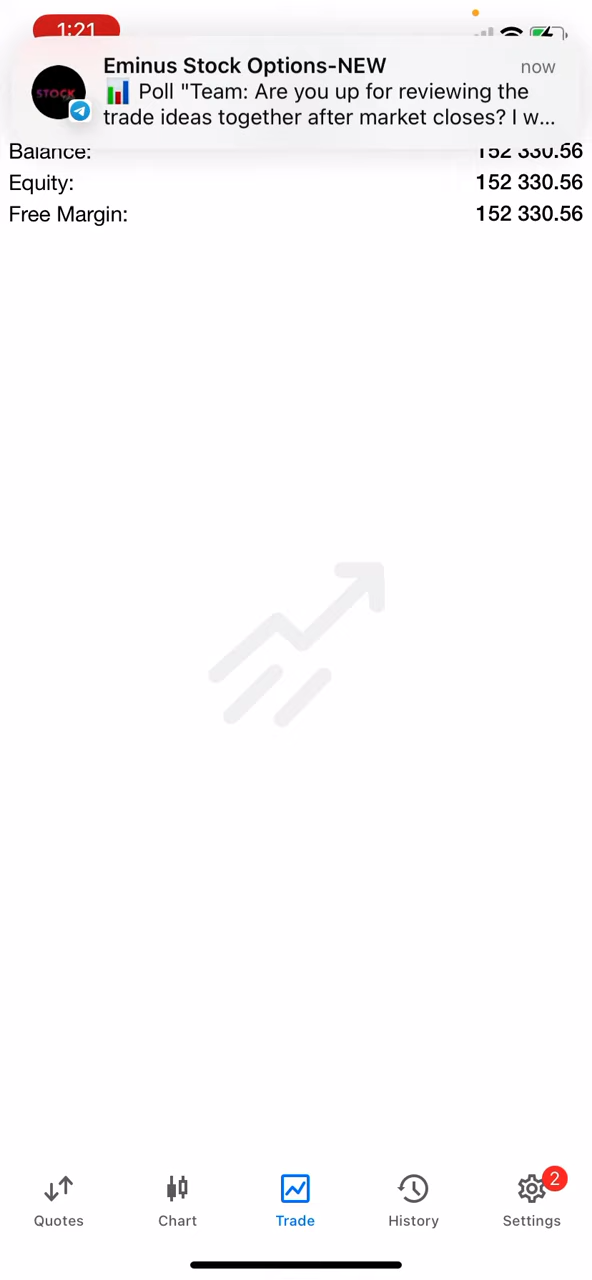 1:21
Eminus Stock Options-NEW
now
STOCK
📊 Poll "Team: Are you up for reviewing the
trade ideas together after market closes? I w...
Balance: 152 330.56
Equity: 152 330.56
Free Margin: 152 330.56
2
Quotes Chart Trade History Settings